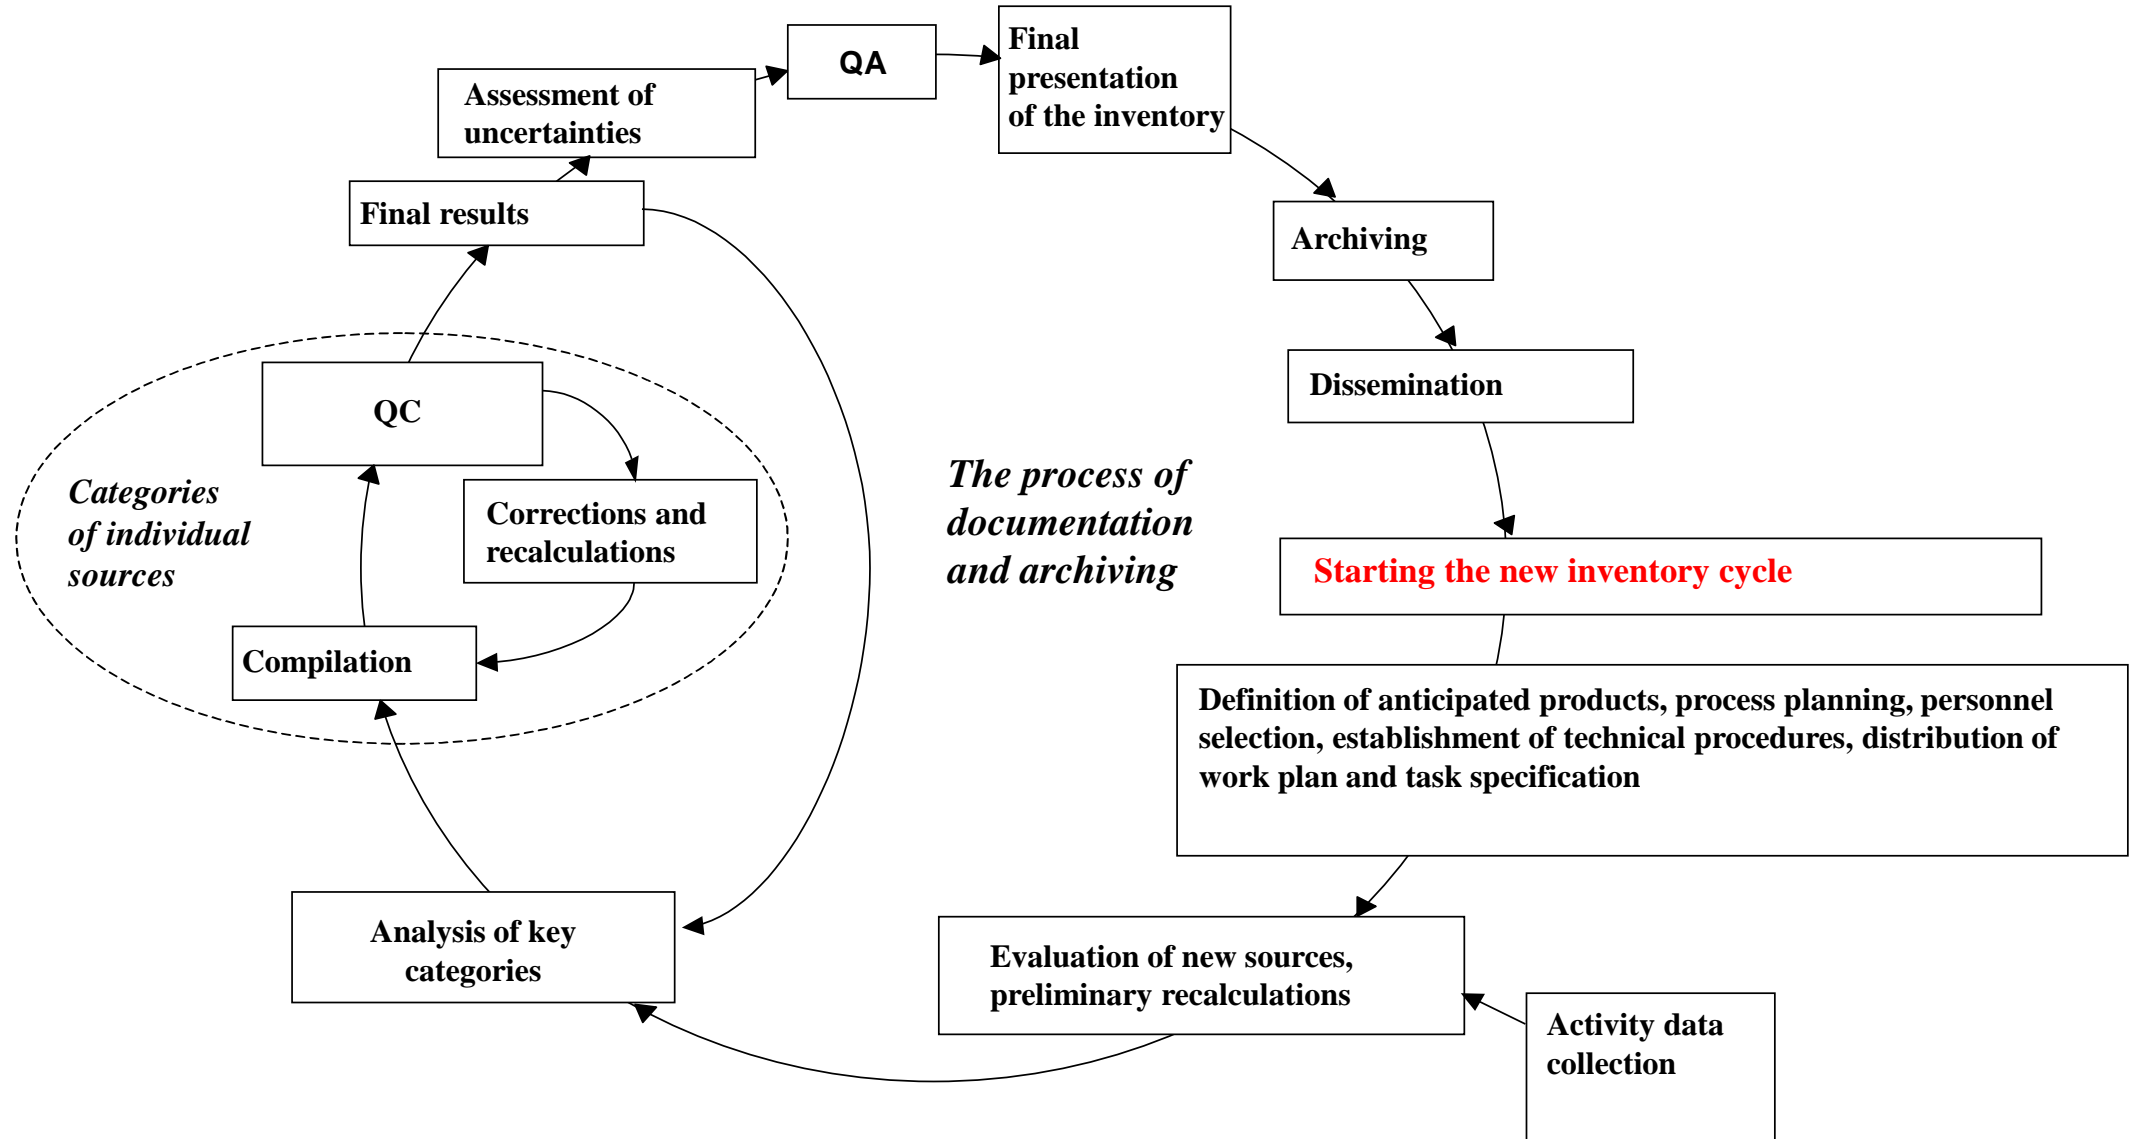 QA
Final
presentation
of the inventory
Assessment of
uncertainties
Final results
Archiving
Dissemination
QC
Categories
of individual
sources
Corrections and
recalculations
The process of
documentation
and archiving
Starting the new inventory cycle
Compilation
Definition of anticipated products, process planning, personnel
selection, establishment of technical procedures, distribution of
work plan and task specification
Analysis of key
categories
Evaluation of new sources,
preliminary recalculations
Activity data
collection